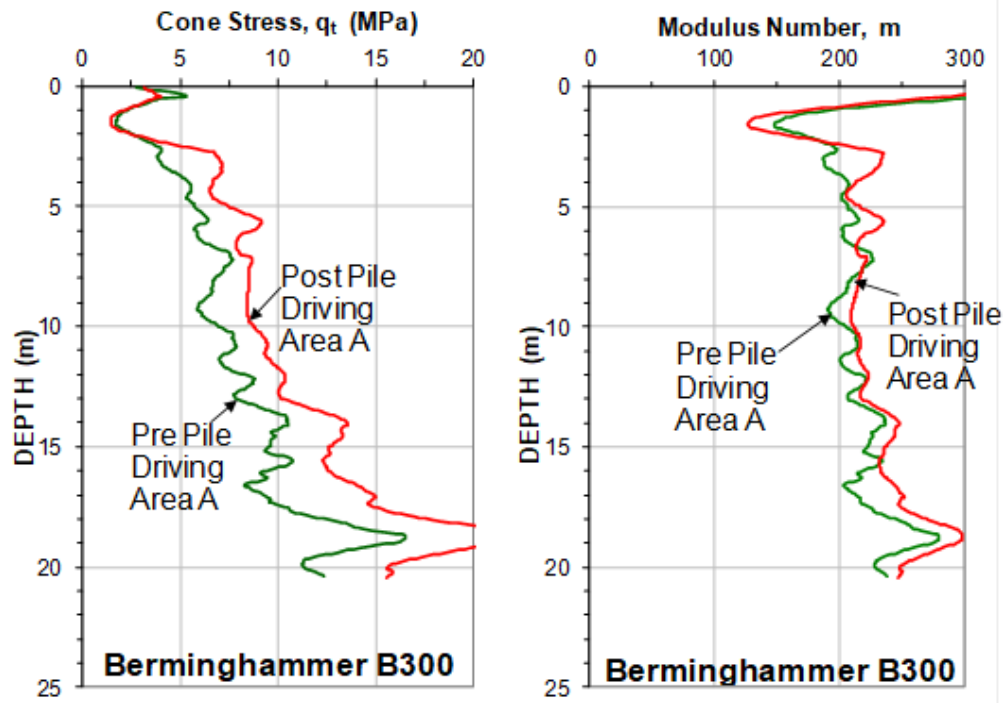 Cone Stress, qt (MPa)
0 5 10 15 20
0
5
10
15
20
25
DEPTH (m)
Post Pile
Driving
Area A
Pre Pile
Driving
Area A
Berminghammer B300
Modulus Number, m
0 100 200 300
0
5
10
15
20
25
DEPTH (m)
Pre Pile
Driving
Area A
Post Pile
Driving
Area A
Berminghammer B300